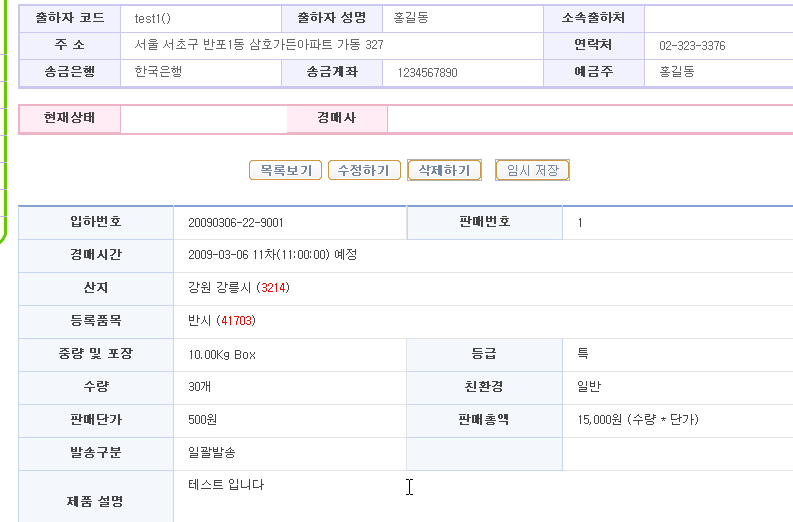 출하자 코드 test1() 출하자 성명 홍길동 소속출하처
주 소 서울 서초구 반포1동 삼호가든아파트 가동 327 연락처 02-323-3376
송금은행 한국은행 송금계좌 1234567890 예금주 홍길동
현재상태 경매사
목록보기 수정하기 삭제하기 임시 저장
입하번호 20090306-22-9001 판매번호 1
경매시간 2009-03-06 11차(11:00:00) 예정
산지 강원 강릉시 (3214)
등록품목 반시 (41703)
중량 및 포장 10.00Kg Box 등급 특
수량 30개 친환경 일반
판매단가 500원 판매총액 15,000원 (수량 * 단가)
발송구분 일괄발송
제품 설명 테스트 입니다